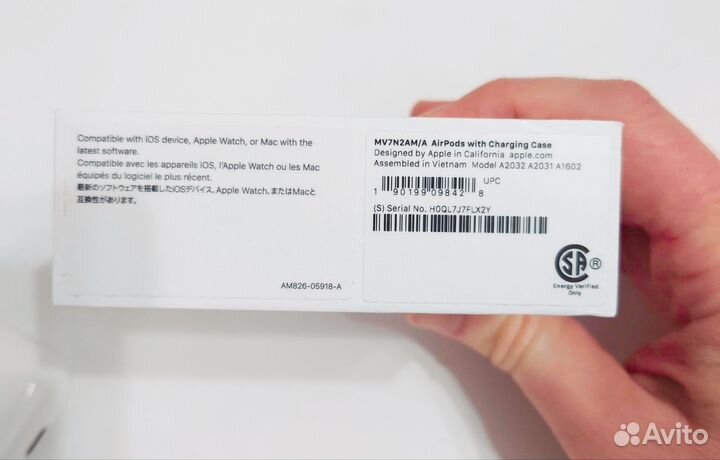 Compatible with iOS device, Apple Watch, or Mac with the
latest software.
Compatible avec les appareils iOS, l'Apple Watch ou les Mac
équipés du logiciel le plus récent.
最新のソフトウェアを搭載したiOSデバイス、Apple Watch、またはMacと
互換性があります。
AM826-05918-A
MV7N2AM/A AirPods with Charging Case
Designed by Apple in California apple.com
Assembled in Vietnam Model A2032 A2031 A1602
UPC
1 90199 09842 8
(S) Serial No. H0QL7J7FLX2Y
SA ®
Energy Verified
Only
Avito